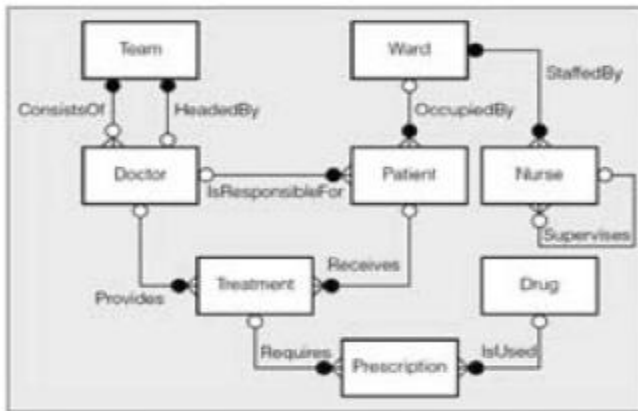 Team
Ward
StaffedBy
ConsistsOf
HeadedBy
OccupiedBy
Doctor
Patient
Nurse
IsResponsibleFor
Supervises
Treatment
Receives
Drug
Provides
Requires
Prescription
IsUsed